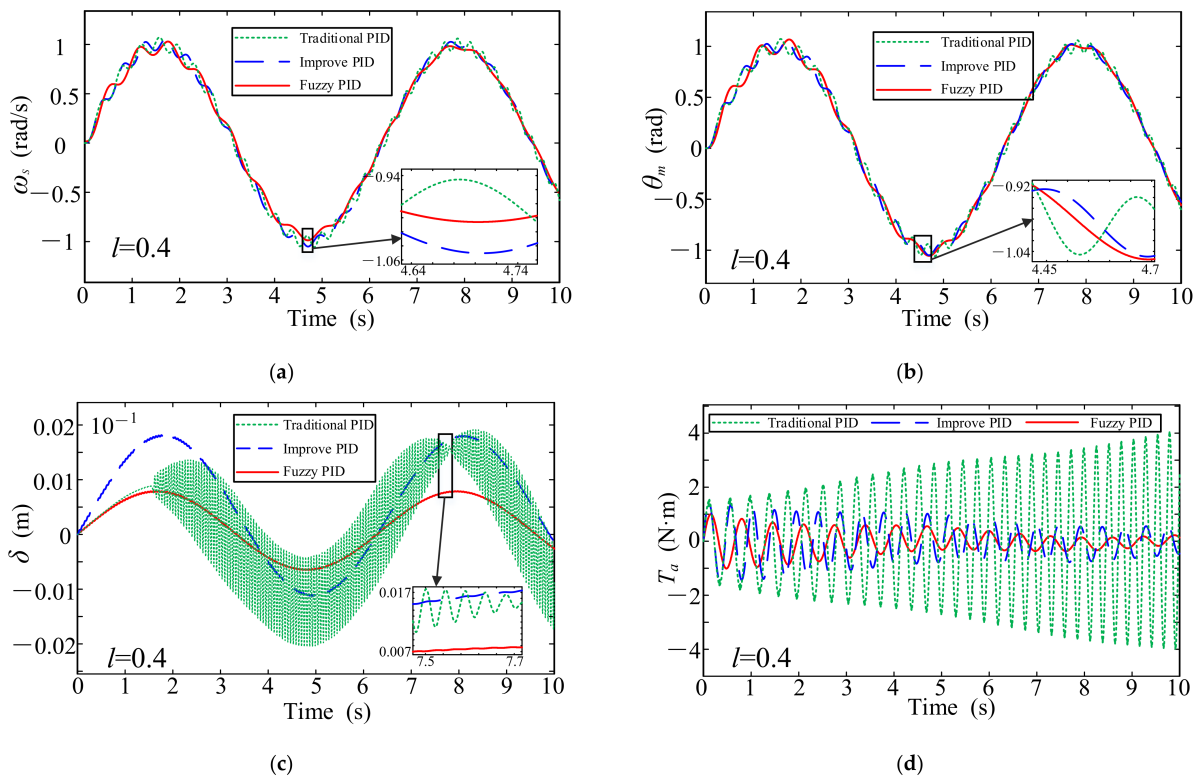 (a)
1
0.5
0
−0.5
−1
ωs (rad/s)
Traditional PID
Improve PID
Fuzzy PID
−0.94
−1.06
4.64
4.74
l=0.4
0 1 2 3 4 5 6 7 8 9 10
Time (s)
(b)
1
0.5
0
−0.5
−1
θm (rad)
Traditional PID
Improve PID
Fuzzy PID
−0.92
−1.04
4.45
4.7
l=0.4
0 1 2 3 4 5 6 7 8 9 10
Time (s)
(c)
10−1
0.02
0.01
0
−0.01
−0.02
δ (m)
Traditional PID
Improve PID
Fuzzy PID
0.017
0.007
7.5
7.7
l=0.4
0 1 2 3 4 5 6 7 8 9 10
Time (s)
(d)
4
2
0
−2
−4
Ta (N·m)
Traditional PID Improve PID Fuzzy PID
l=0.4
0 1 2 3 4 5 6 7 8 9 10
Time (s)